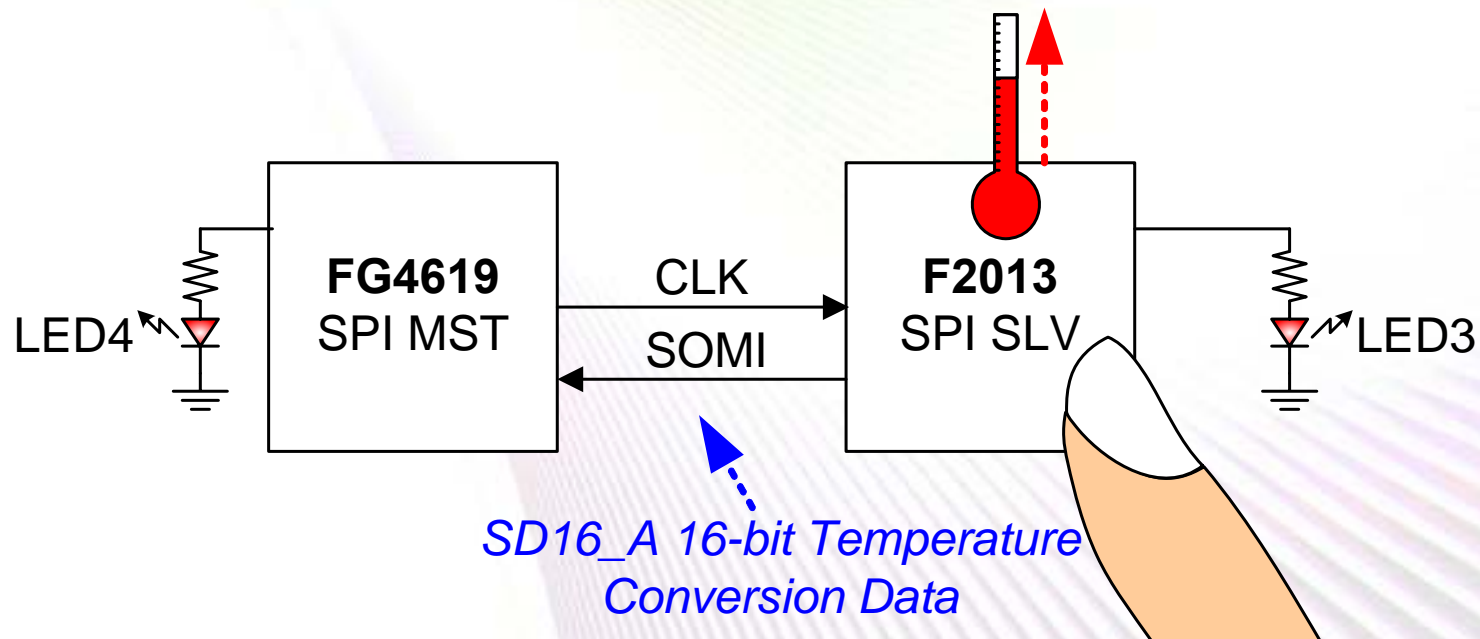 FG4619
SPI MST
LED4
CLK
SOMI
F2013
SPI SLV
LED3
SD16_A 16-bit Temperature
Conversion Data